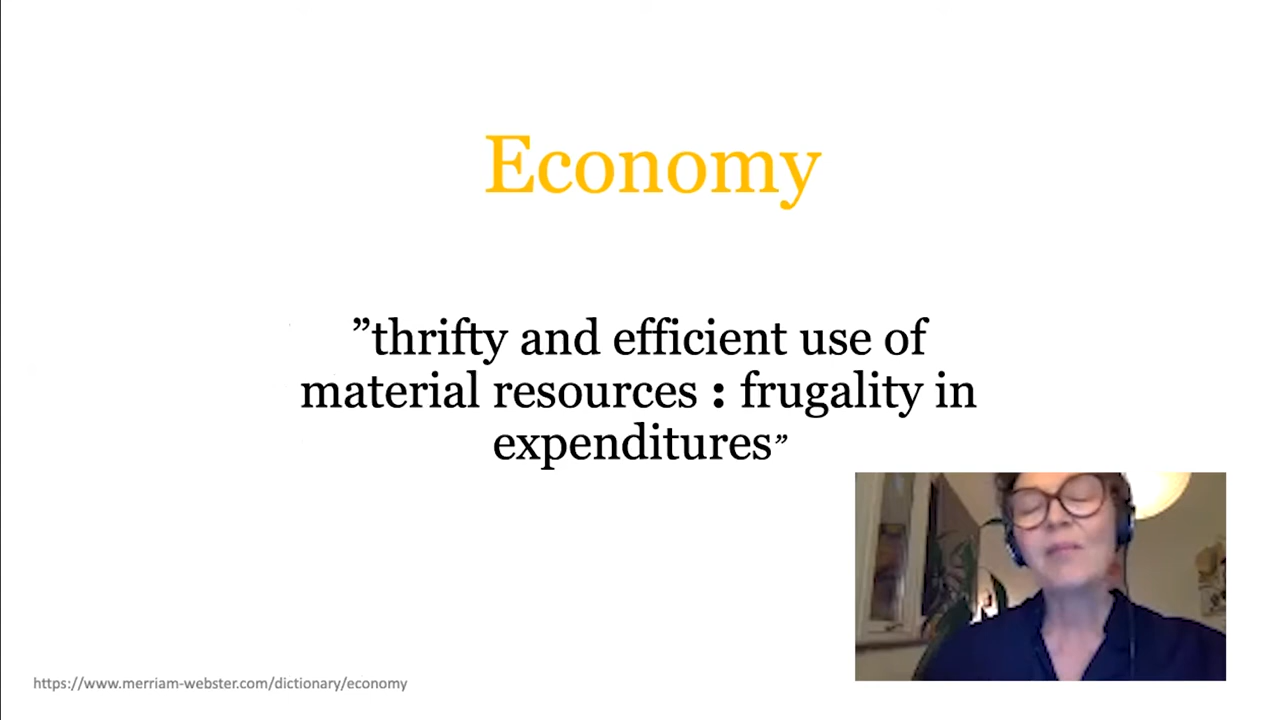 Economy
”thrifty and efficient use of
material resources : frugality in
expenditures”
https://www.merriam-webster.com/dictionary/economy